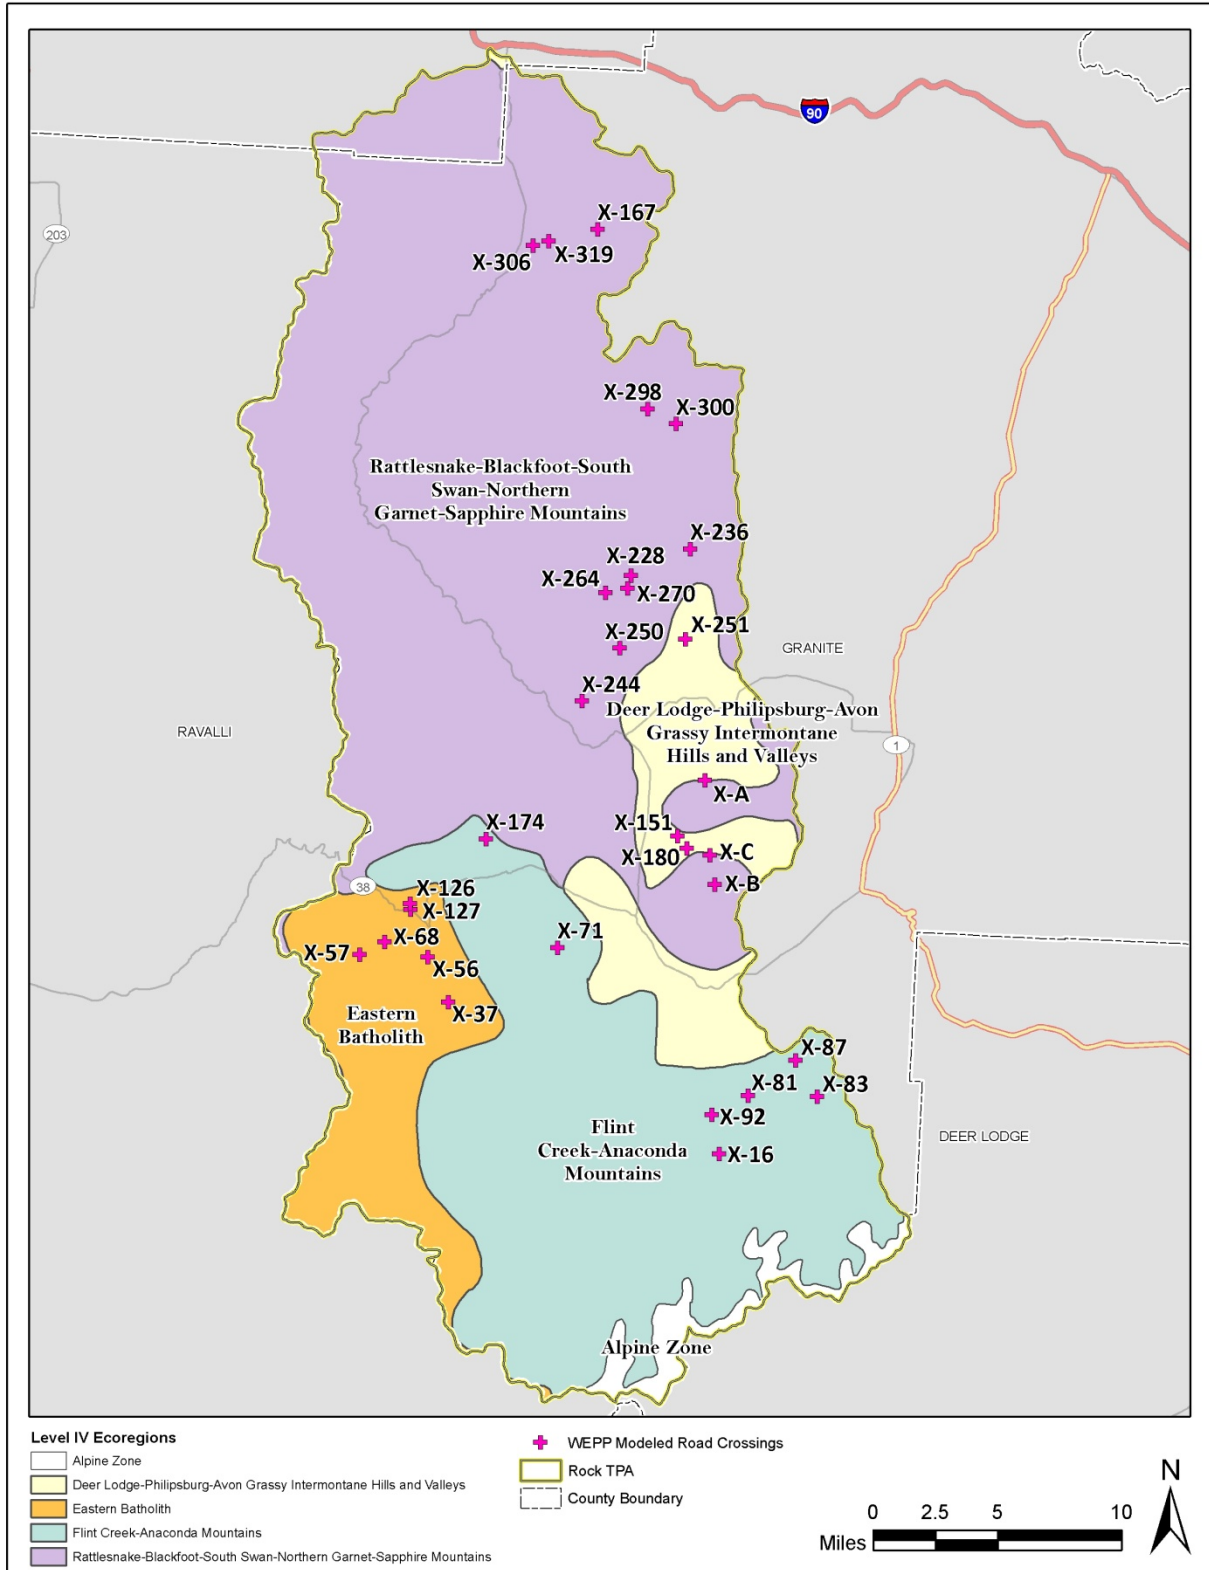 90
203
X-167
X-306
X-319
X-298
X-300
Rattlesnake-Blackfoot-South
Swan-Northern
Garnet-Sapphire Mountains
X-236
X-228
X-264
X-270
X-250
X-251
GRANITE
X-244
Deer Lodge-Philipsburg-Avon
Grassy Intermontane
Hills and Valleys
RAVALLI
1
X-A
X-174
X-151
X-180
X-C
X-B
38
X-126
X-127
X-68
X-57
X-56
X-71
X-37
Eastern
Batholith
X-87
X-81
X-83
X-92
Flint
Creek-Anaconda
Mountains
X-16
DEER LODGE
Alpine Zone
Level IV Ecoregions
Alpine Zone
Deer Lodge-Philipsburg-Avon Grassy Intermontane Hills and Valleys
Eastern Batholith
Flint Creek-Anaconda Mountains
Rattlesnake-Blackfoot-South Swan-Northern Garnet-Sapphire Mountains
WEPP Modeled Road Crossings
Rock TPA
County Boundary
0 2.5 5 10
Miles
N